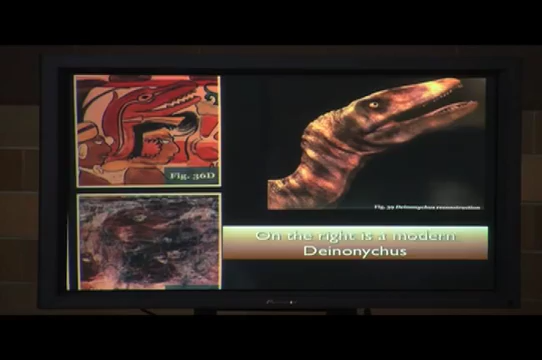 Fig. 36D
Fig. 39 Deinonychus reconstruction
On the right is a modern
Deinonychus